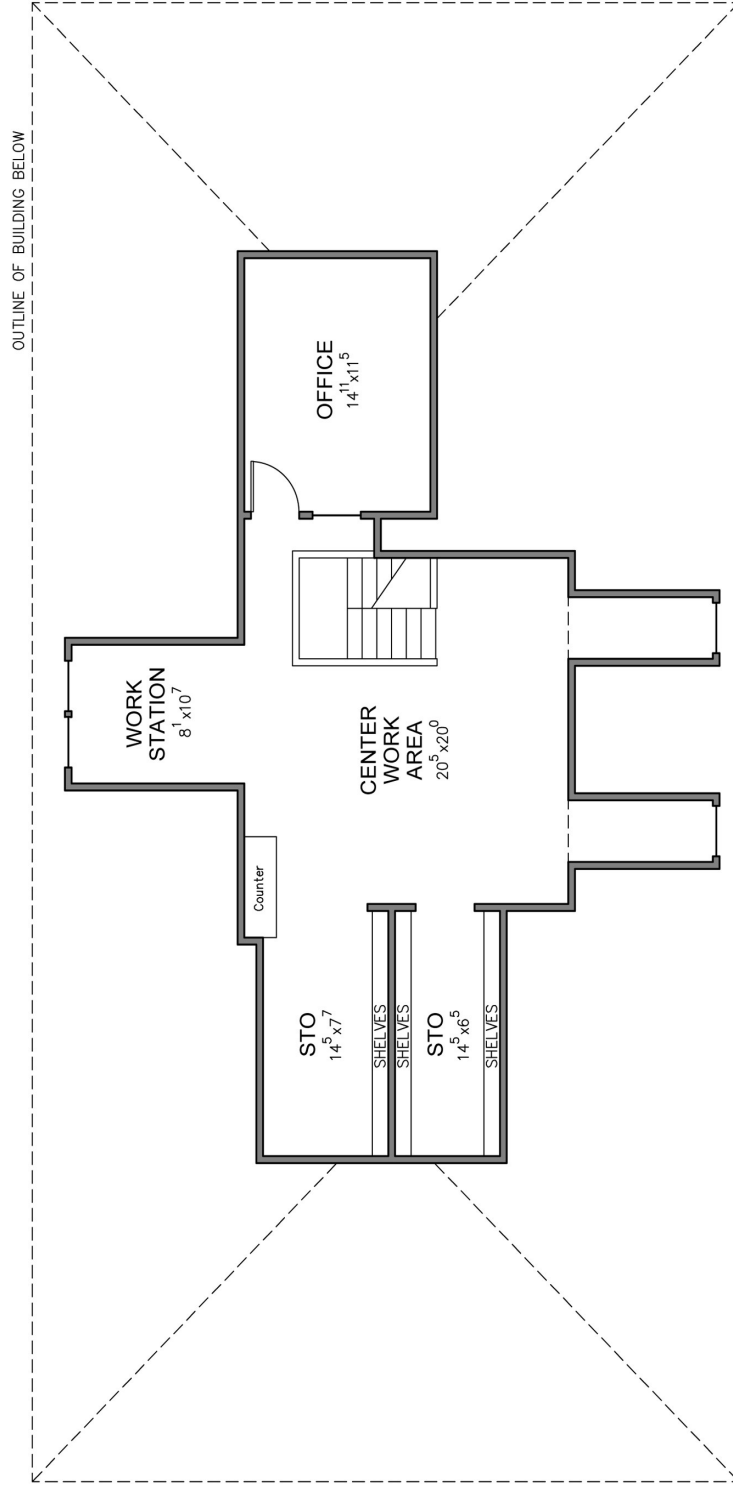 OUTLINE OF BUILDING BELOW
WORK
STATION
8¹x10⁷
OFFICE
14¹¹x11⁵
CENTER
WORK
AREA
20⁵x20⁰
Counter
STO
14⁵x7⁷
SHELVES
SHELVES
STO
14⁵x6⁵
SHELVES